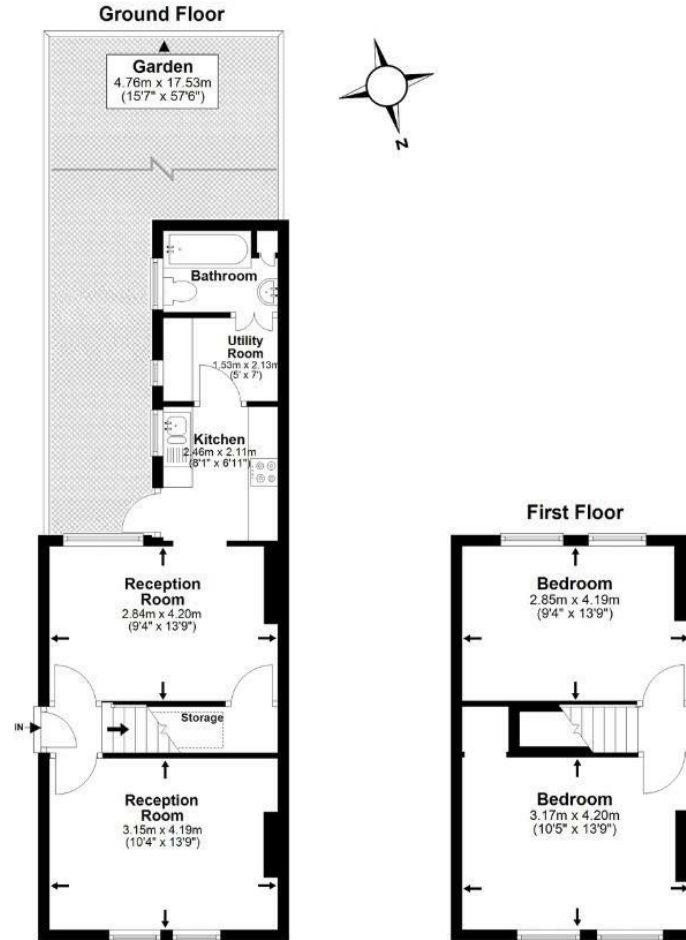 Ground Floor
Garden
4.76m x 17.53m
(15'7" x 57'6")
N
Bathroom
Utility
Room
1.53m x 2.13m
(5' x 7')
Kitchen
2.46m x 2.11m
(8'1" x 6'11")
Reception
Room
2.84m x 4.20m
(9'4" x 13'9")
Storage
IN
Reception
Room
3.15m x 4.19m
(10'4" x 13'9")
First Floor
Bedroom
2.85m x 4.19m
(9'4" x 13'9")
Bedroom
3.17m x 4.20m
(10'5" x 13'9")